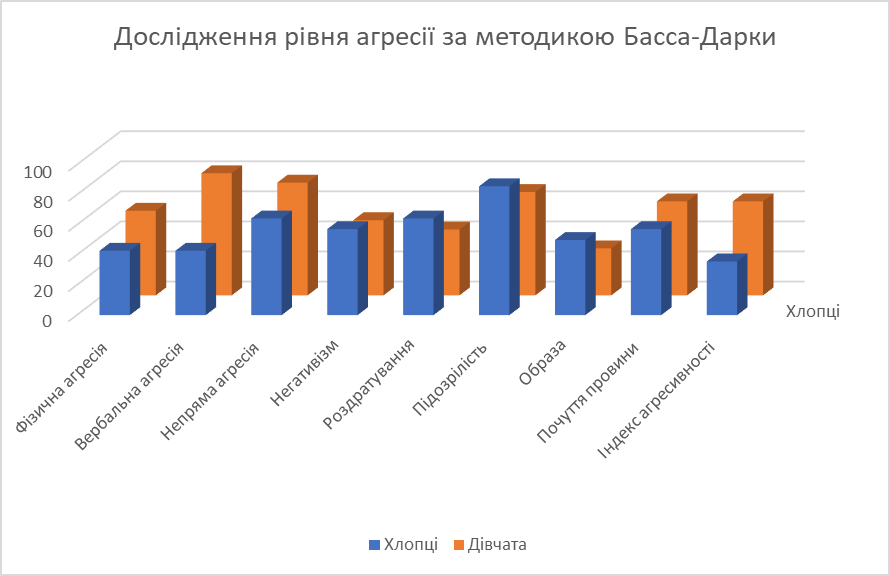 Дослідження рівня агресії за методикою Басса-Дарки
100
80
60
40
20
0
Хлопці
Фізична агресія
Вербальна агресія
Непряма агресія
Негативізм
Роздратування
Підозрілість
Образа
Почуття провини
Індекс агресивності
Хлопці
Дівчата